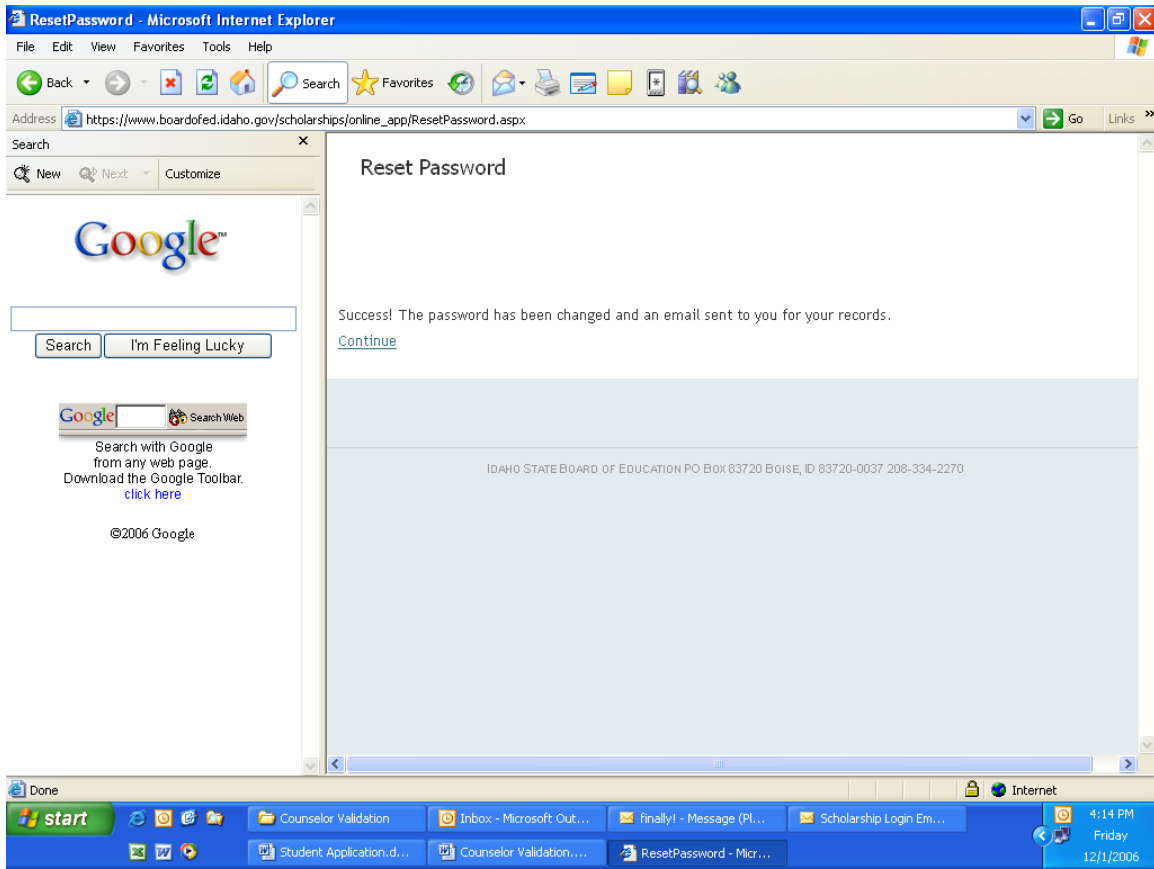 ResetPassword - Microsoft Internet Explorer
File Edit View Favorites Tools Help
Back Search Favorites
Address https://www.boardofed.idaho.gov/scholarships/online_app/ResetPassword.aspx Go Links »
Search ×
New Next Customize
Google™
Search I'm Feeling Lucky
Google Search Web
Search with Google
from any web page.
Download the Google Toolbar.
click here
©2006 Google
Reset Password
Success! The password has been changed and an email sent to you for your records.
Continue
IDAHO STATE BOARD OF EDUCATION PO BOX 83720 BOISE, ID 83720-0037 208-334-2270
Done Internet
start Counselor Validation Inbox - Microsoft Out... finally! - Message (Pl... Scholarship Login Em... 4:14 PM
Friday
Student Application.d... Counselor Validation.... ResetPassword - Micr... 12/1/2006